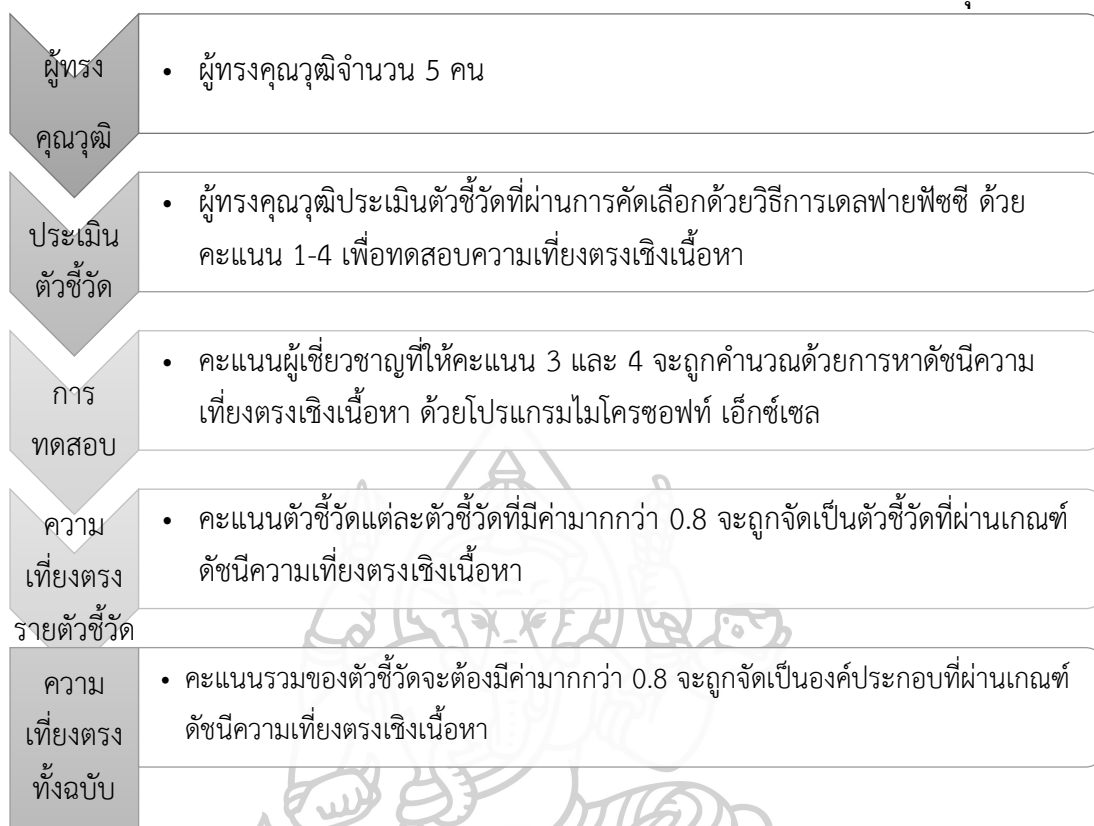 ผู้ทรง
คุณวุฒิ
• ผู้ทรงคุณวุฒิจำนวน 5 คน
ประเมิน
ตัวชี้วัด
• ผู้ทรงคุณวุฒิประเมินตัวชี้วัดที่ผ่านการคัดเลือกด้วยวิธีการเดลฟายฟัซซี ด้วย
คะแนน 1-4 เพื่อทดสอบความเที่ยงตรงเชิงเนื้อหา
การ
ทดสอบ
• คะแนนผู้เชี่ยวชาญที่ให้คะแนน 3 และ 4 จะถูกคำนวณด้วยการหาดัชนีความ
เที่ยงตรงเชิงเนื้อหา ด้วยโปรแกรมไมโครซอฟท์ เอ็กซ์เซล
ความ
เที่ยงตรง
รายตัวชี้วัด
• คะแนนตัวชี้วัดแต่ละตัวชี้วัดที่มีค่ามากกว่า 0.8 จะถูกจัดเป็นตัวชี้วัดที่ผ่านเกณฑ์
ดัชนีความเที่ยงตรงเชิงเนื้อหา
ความ
เที่ยงตรง
ทั้งฉบับ
• คะแนนรวมของตัวชี้วัดจะต้องมีค่ามากกว่า 0.8 จะถูกจัดเป็นองค์ประกอบที่ผ่านเกณฑ์
ดัชนีความเที่ยงตรงเชิงเนื้อหา